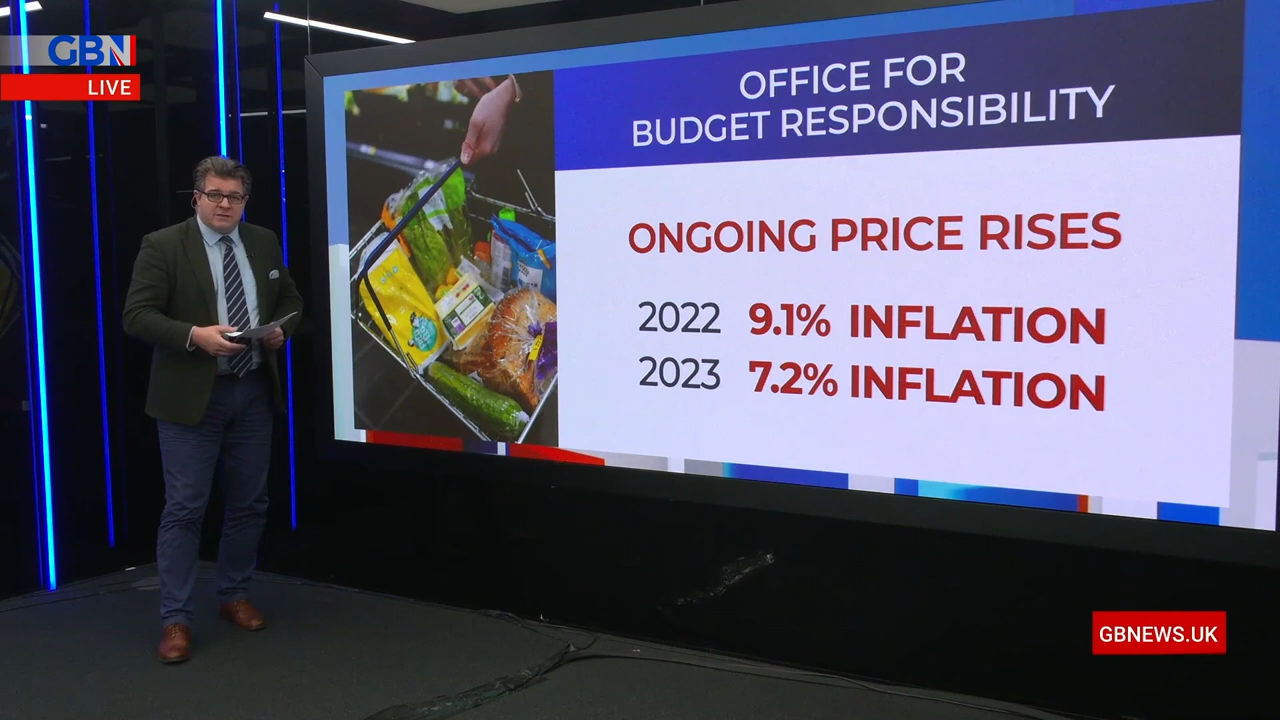 GBN
LIVE
OFFICE FOR
BUDGET RESPONSIBILITY
ONGOING PRICE RISES
2022 9.1% INFLATION
2023 7.2% INFLATION
GBNEWS.UK